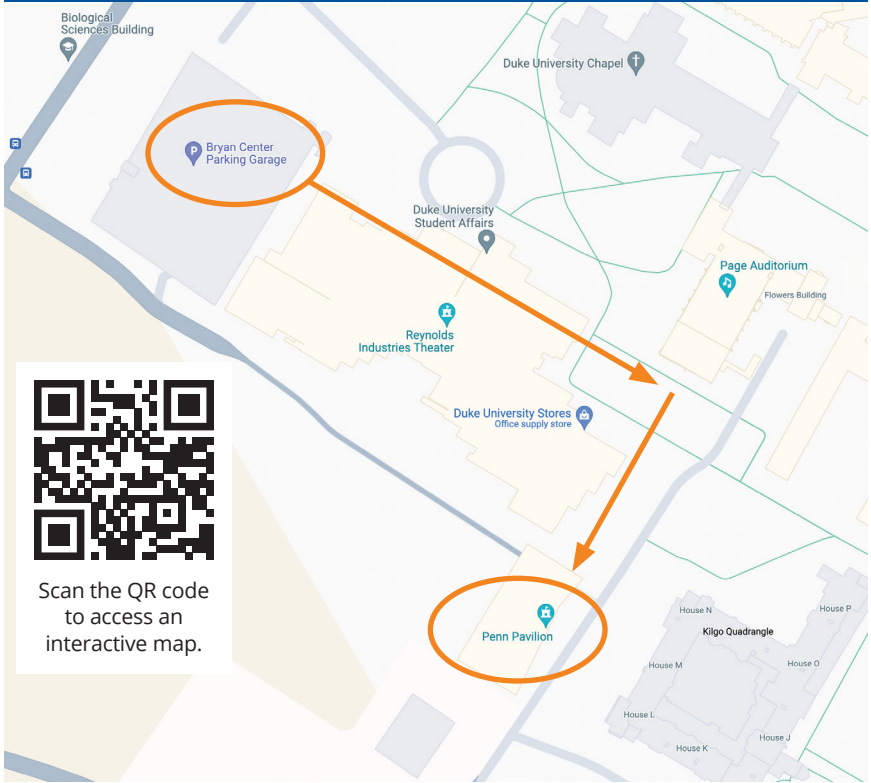 Biological
Sciences Building
Duke University Chapel
P
Bryan Center
Parking Garage
Duke University
Student Affairs
Page Auditorium
Flowers Building
Reynolds
Industries Theater
Duke University Stores
Office supply store
Scan the QR code
to access an
interactive map.
Penn Pavilion
House N
House P
Kilgo Quadrangle
House M
House O
House L
House J
House K